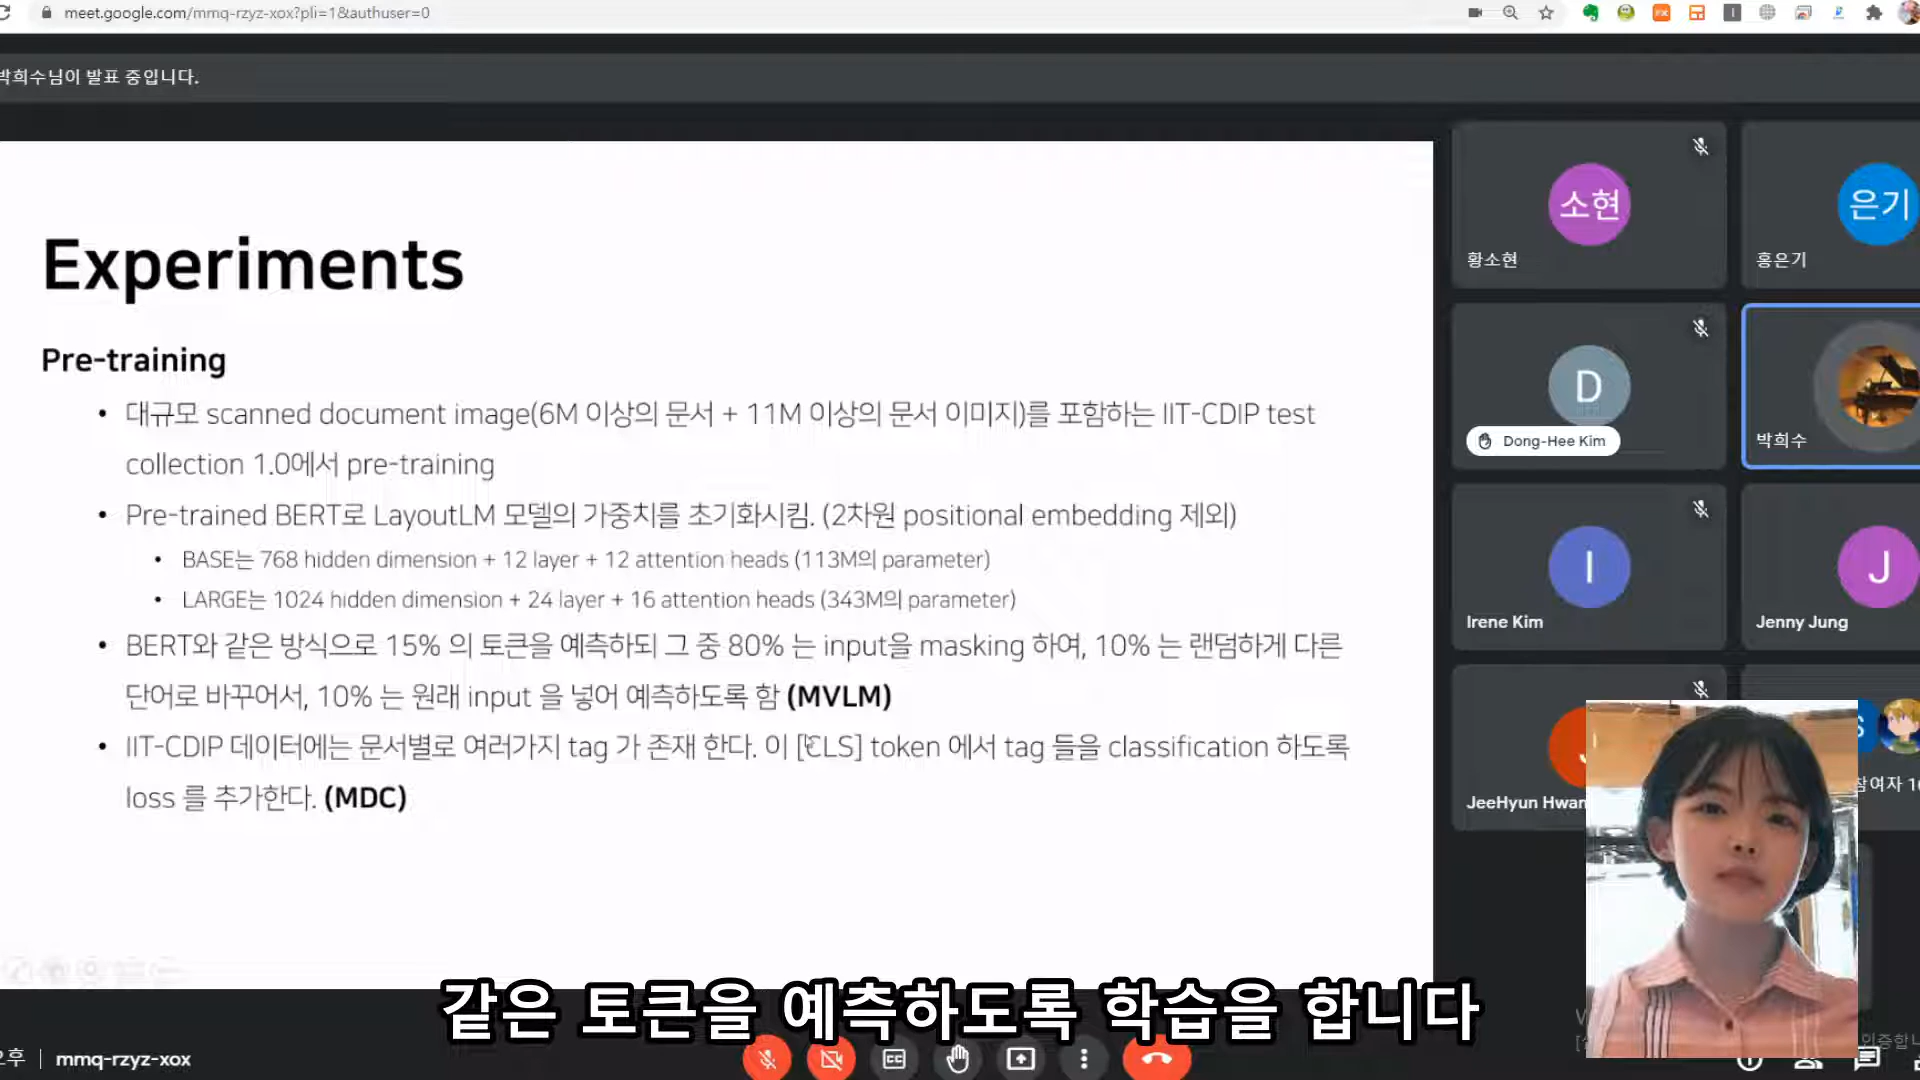 meet.google.com/mmq-rzyz-xox?pli=1&authuser=0
박희수님이 발표 중입니다.
Experiments
Pre-training
• 대규모 scanned document image(6M 이상의 문서 + 11M 이상의 문서 이미지)를 포함하는 IIT-CDIP test
collection 1.0에서 pre-training
• Pre-trained BERT로 LayoutLM 모델의 가중치를 초기화시킴. (2차원 positional embedding 제외)
• BASE는 768 hidden dimension + 12 layer + 12 attention heads (113M의 parameter)
• LARGE는 1024 hidden dimension + 24 layer + 16 attention heads (343M의 parameter)
• BERT와 같은 방식으로 15% 의 토큰을 예측하되 그 중 80% 는 input을 masking 하여, 10% 는 랜덤하게 다른
단어로 바꾸어서, 10% 는 원래 input 을 넣어 예측하도록 함 (MVLM)
• IIT-CDIP 데이터에는 문서별로 여러가지 tag 가 존재 한다. 이 [CLS] token 에서 tag 들을 classification 하도록
loss 를 추가한다. (MDC)
소현
황소현
은기
홍은기
D
Dong-Hee Kim
박희수
I
Irene Kim
J
Jenny Jung
JeeHyun Hwan
참여자
같은 토큰을 예측하도록 학습을 합니다
오후 | mmq-rzyz-xox